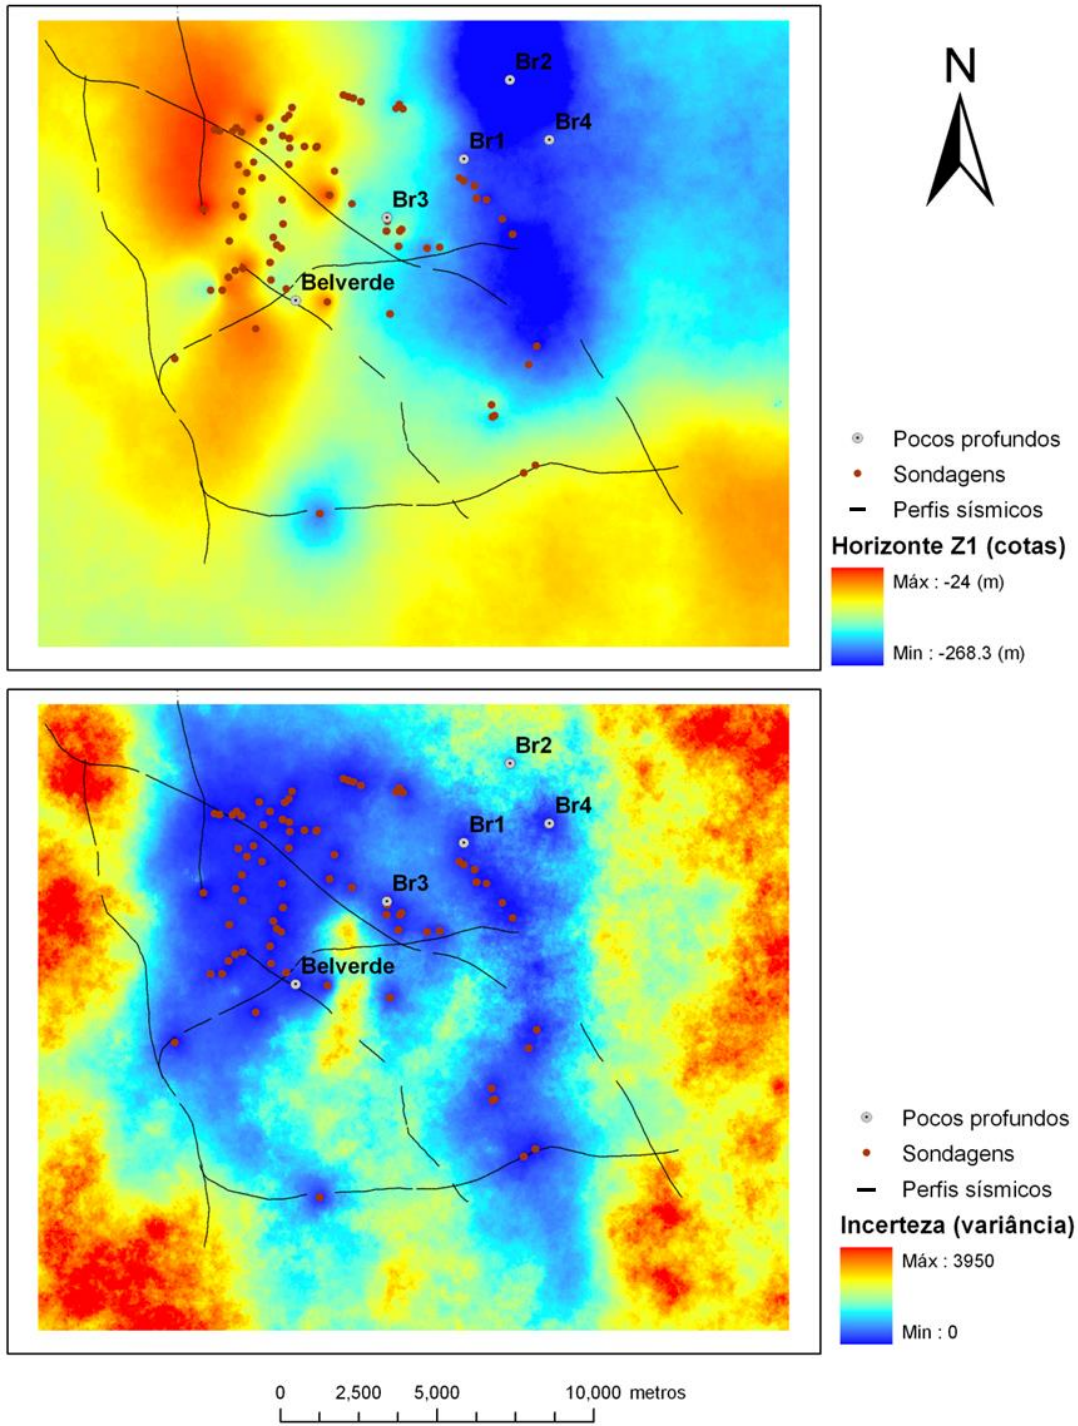 Br2
Br4
Br1
Br3
Belverde
N
Pocos profundos
Sondagens
Perfis sísmicos
Horizonte Z1 (cotas)
Máx : -24 (m)
Min : -268.3 (m)
Br2
Br4
Br1
Br3
Belverde
Pocos profundos
Sondagens
Perfis sísmicos
Incerteza (variância)
Máx : 3950
Min : 0
0 2,500 5,000 10,000 metros